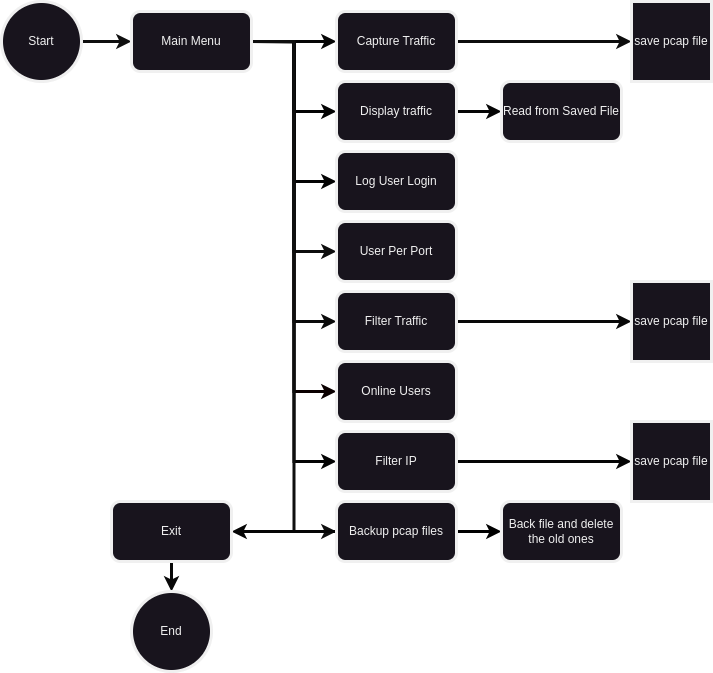 Start
Main Menu
Capture Traffic
save pcap file
Display traffic
Read from Saved File
Log User Login
User Per Port
Filter Traffic
save pcap file
Online Users
Filter IP
save pcap file
Exit
Backup pcap files
Back file and delete
the old ones
End